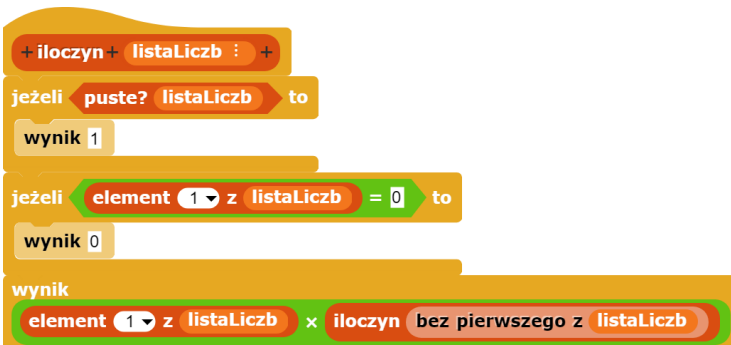 + iloczyn + listaLiczb ⋮ +
jeżeli puste? listaLiczb to
wynik 1
jeżeli element 1 ▾ z listaLiczb = 0 to
wynik 0
wynik
element 1 ▾ z listaLiczb × iloczyn bez pierwszego z listaLiczb